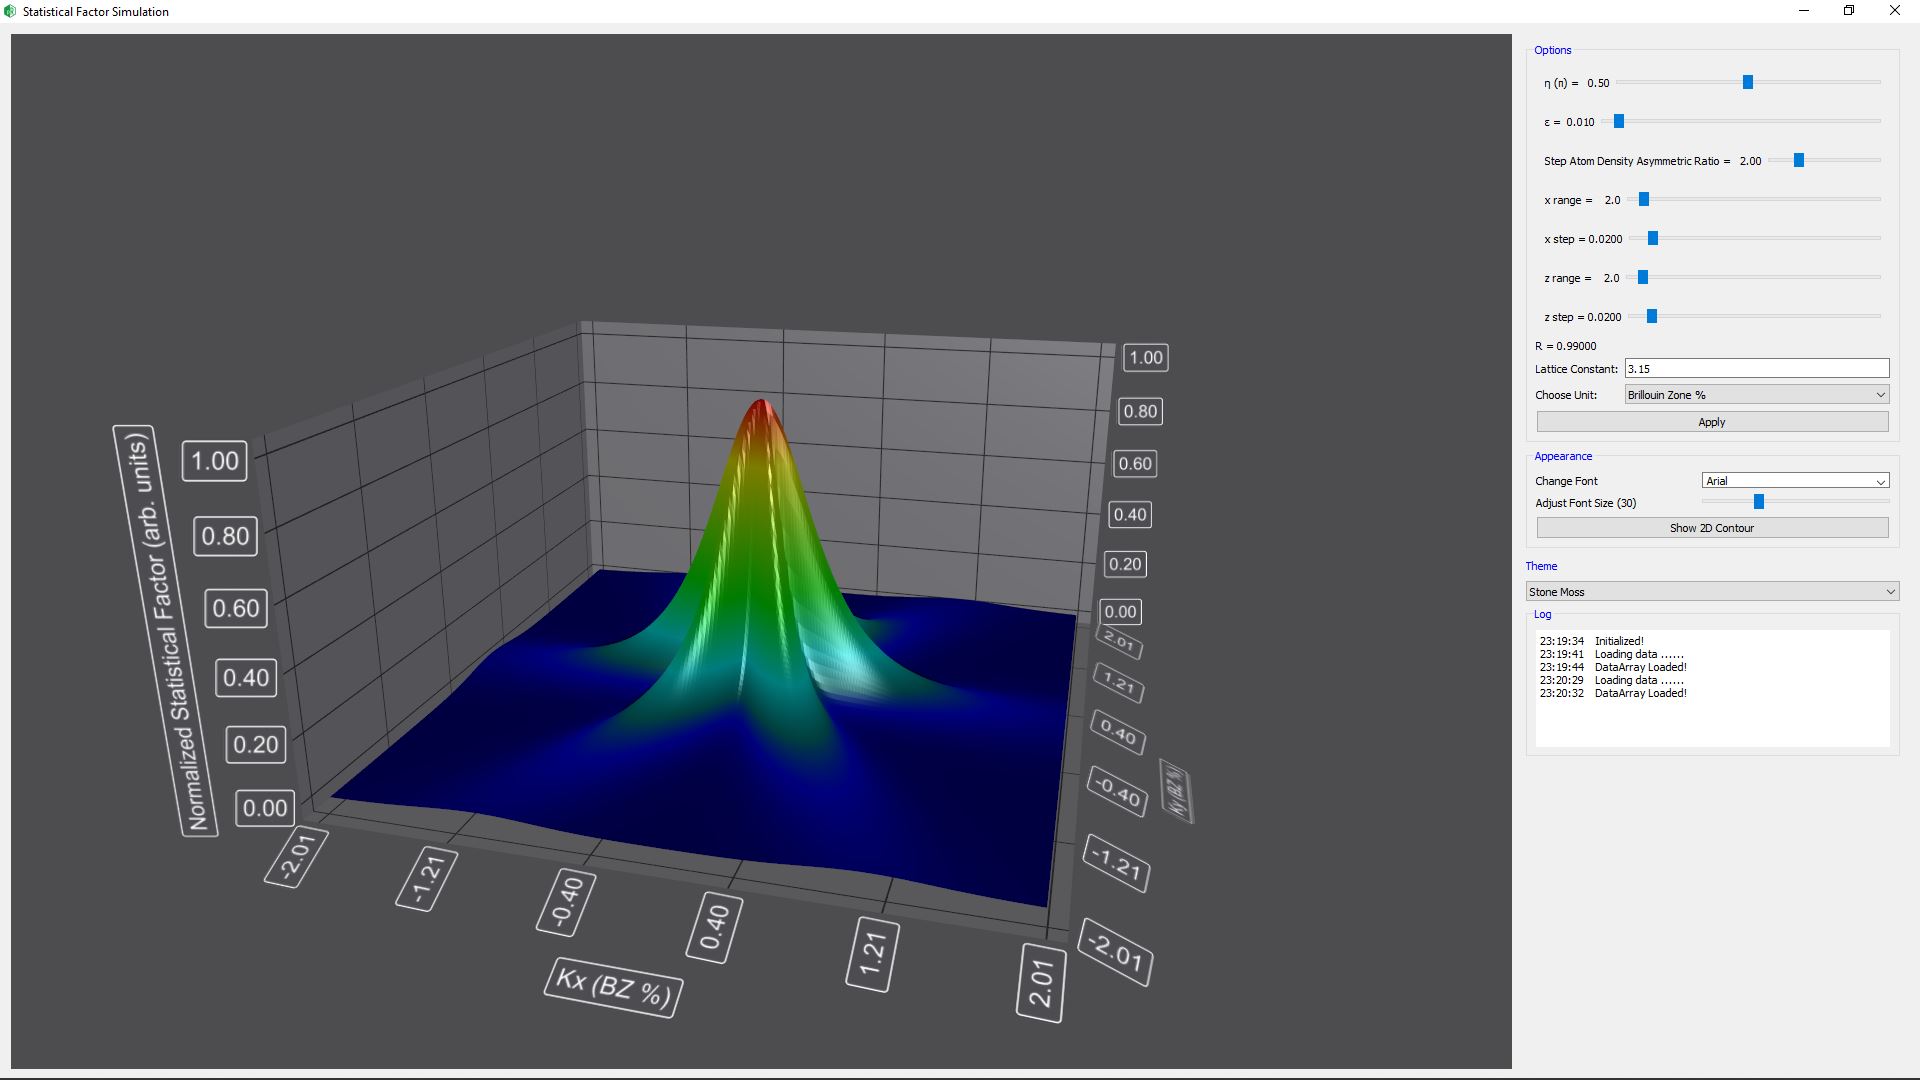 Statistical Factor Simulation
Normalized Statistical Factor (arb. units)
1.00
0.80
0.60
0.40
0.20
0.00
1.00
0.80
0.60
0.40
0.20
0.00
2.01
1.21
0.40
-0.40
-1.21
-2.01
Ky (BZ %)
-2.01
-1.21
-0.40
0.40
1.21
2.01
Kx (BZ %)
Options
η (π) = 0.50
ε = 0.010
Step Atom Density Asymmetric Ratio = 2.00
x range = 2.0
x step = 0.0200
z range = 2.0
z step = 0.0200
R = 0.99000
Lattice Constant: 3.15
Choose Unit: Brillouin Zone %
Apply
Appearance
Change Font Arial
Adjust Font Size (30)
Show 2D Contour
Theme
Stone Moss
Log
23:19:34 Initialized!
23:19:41 Loading data ......
23:19:44 DataArray Loaded!
23:20:29 Loading data ......
23:20:32 DataArray Loaded!